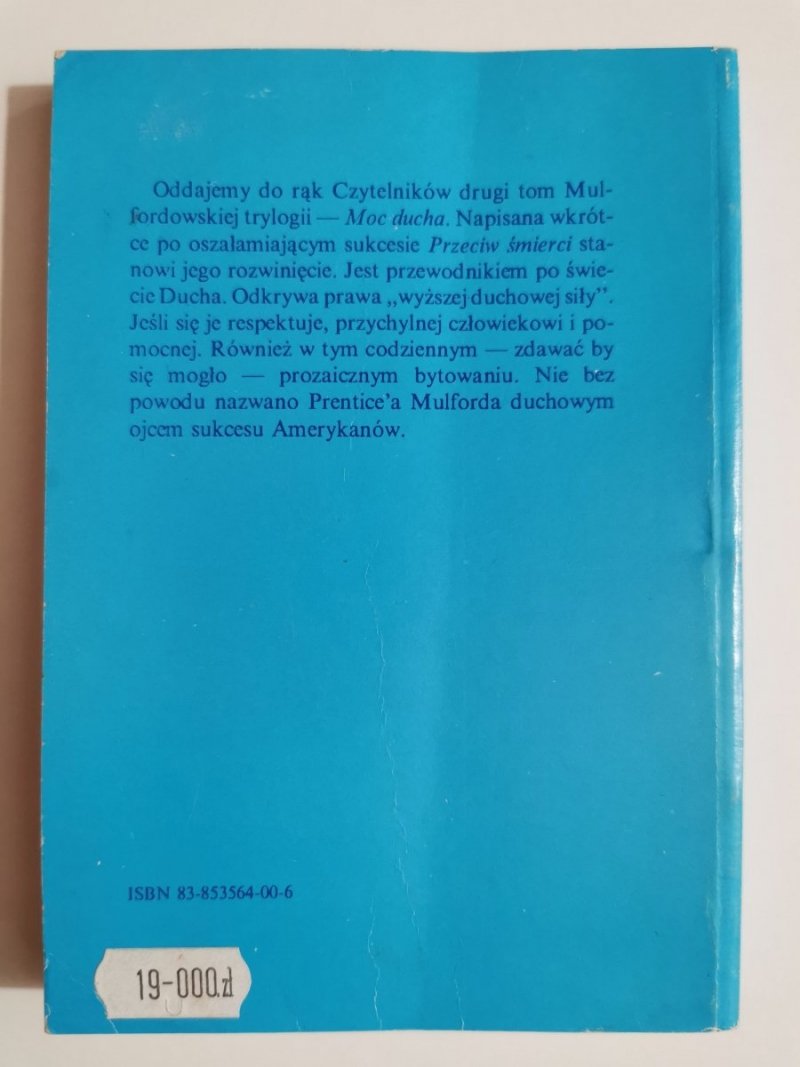 Oddajemy do rąk Czytelników drugi tom Mul-
fordowskiej trylogii — Moc ducha. Napisana wkrót-
ce po oszałamiającym sukcesie Przeciw śmierci sta-
nowi jego rozwinięcie. Jest przewodnikiem po świe-
cie Ducha. Odkrywa prawa „wyższej duchowej siły”.
Jeśli się je respektuje, przychylnej człowiekowi i po-
mocnej. Również w tym codziennym — zdawać by
się mogło — prozaicznym bytowaniu. Nie bez
powodu nazwano Prentice'a Mulforda duchowym
ojcem sukcesu Amerykanów.
ISBN 83-853564-00-6
19-000.zł